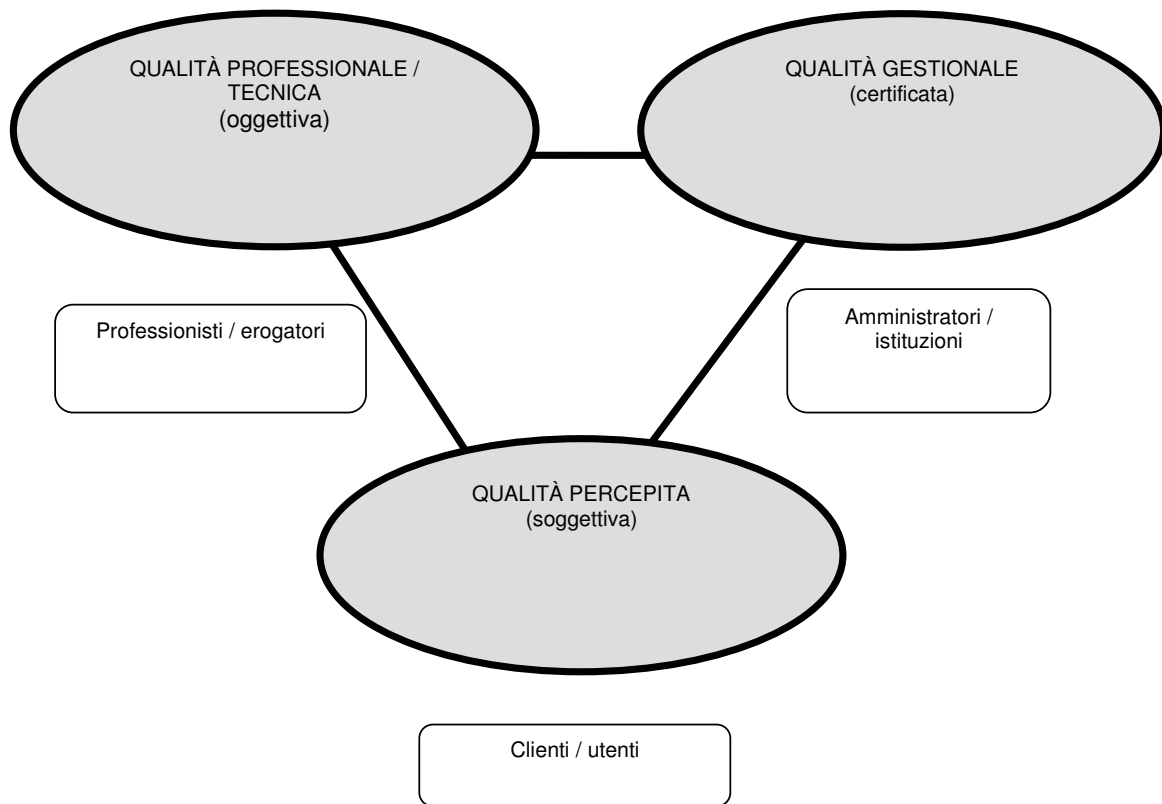 QUALITÀ PROFESSIONALE /
TECNICA
(oggettiva)
QUALITÀ GESTIONALE
(certificata)
Professionisti / erogatori
Amministratori /
istituzioni
QUALITÀ PERCEPITA
(soggettiva)
Clienti / utenti